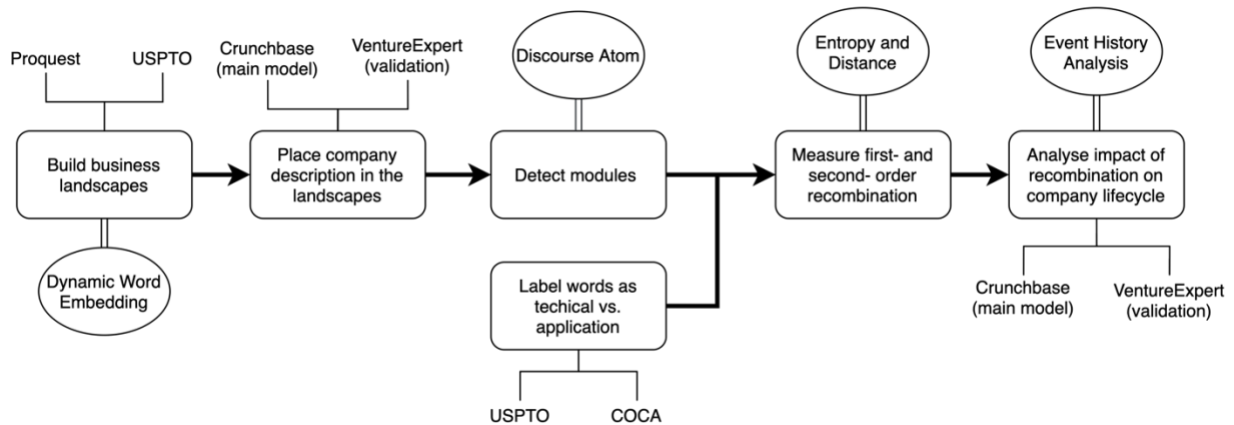 Proquest
USPTO
Crunchbase
(main model)
VentureExpert
(validation)
Discourse Atom
Entropy and
Distance
Event History
Analysis
Build business
landscapes
Place company
description in the
landscapes
Detect modules
Measure first- and
second- order
recombination
Analyse impact of
recombination on
company lifecycle
Dynamic Word
Embedding
Label words as
techical vs.
application
Crunchbase
(main model)
VentureExpert
(validation)
USPTO
COCA